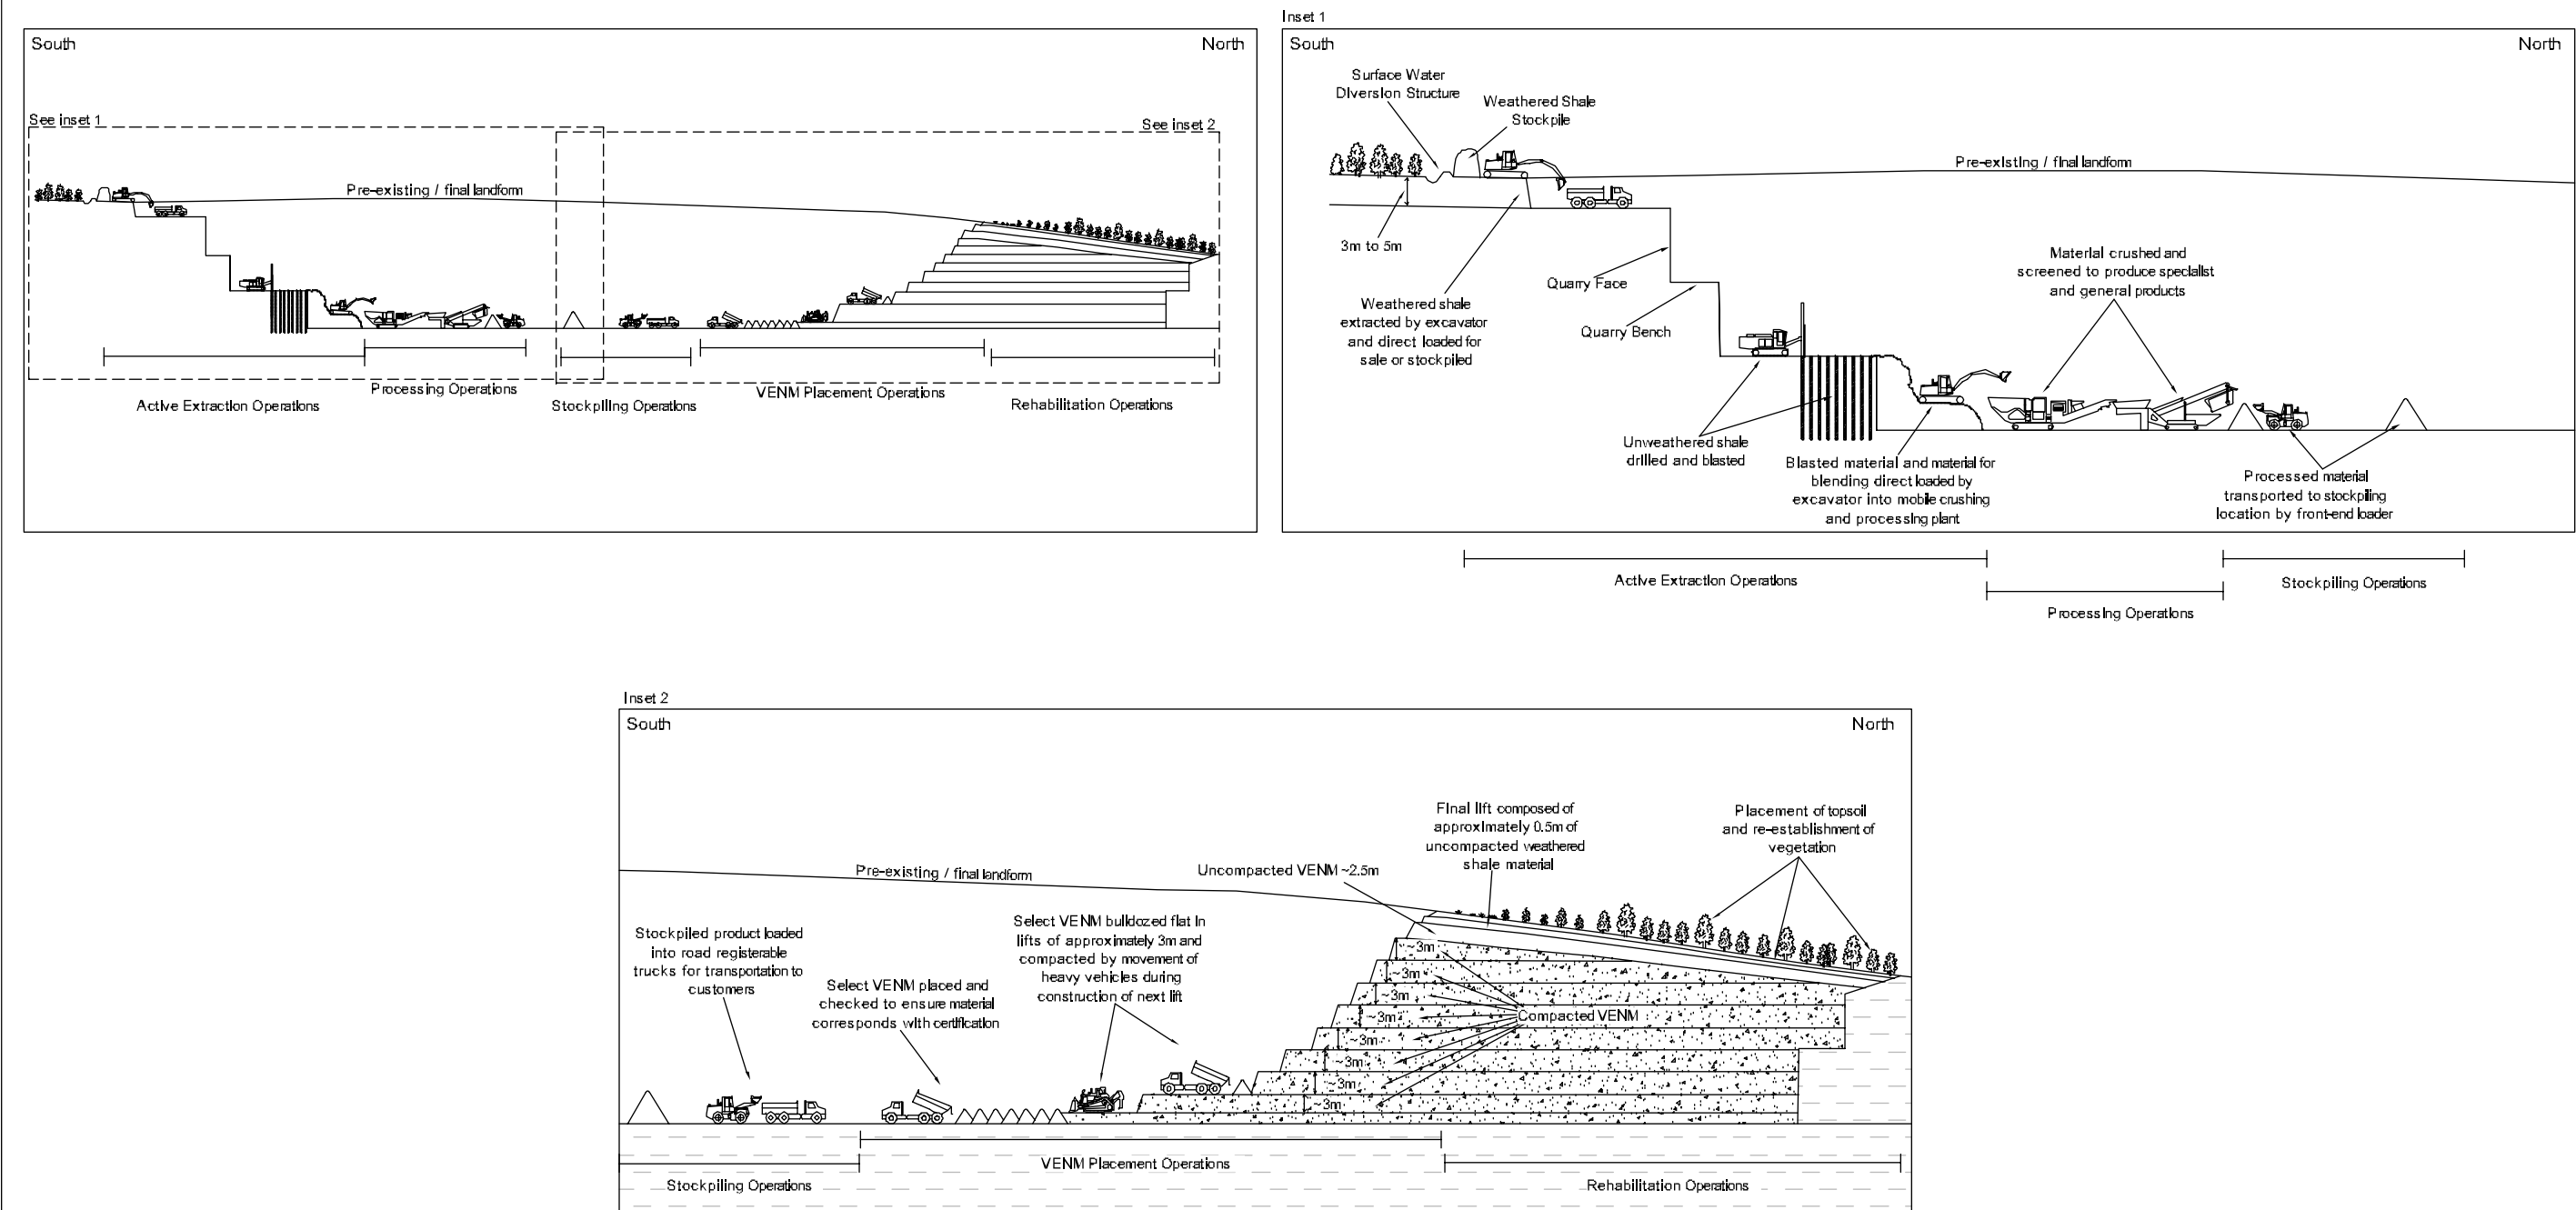 South
North
See inset 1
See inset 2
Pre-existing / final landform
Processing Operations
Active Extraction Operations
Stockpiling Operations
VENM Placement Operations
Rehabilitation Operations
Inset 1
South
North
Surface Water
Diversion Structure
Weathered Shale
Stockpile
Pre-existing / final landform
3m to 5m
Quarry Face
Quarry Bench
Weathered shale
extracted by excavator
and direct loaded for
sale or stockpiled
Material crushed and
screened to produce specialist
and general products
Unweathered shale
drilled and blasted
Blasted material and material for
blending direct loaded by
excavator into mobile crushing
and processing plant
Processed material
transported to stockpiling
location by front-end loader
Active Extraction Operations
Stockpiling Operations
Processing Operations
Inset 2
South
North
Pre-existing / final landform
Uncompacted VENM ~2.5m
Final lift composed of
approximately 0.5m of
uncompacted weathered
shale material
Placement of topsoil
and re-establishment of
vegetation
Stockpiled product loaded
into road registerable
trucks for transportation to
customers
Select VENM placed and
checked to ensure material
corresponds with certification
Select VENM bulldozed flat in
lifts of approximately 3m and
compacted by movement of
heavy vehicles during
construction of next lift
~3m
~3m
~3m
~3m
~3m
~3m
~3m
~3m
Compacted VENM
VENM Placement Operations
Stockpiling Operations
Rehabilitation Operations